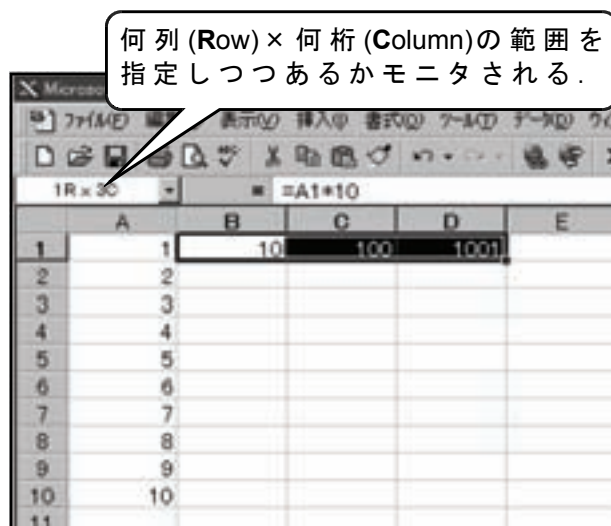 何列(Row)×何桁(Column)の範囲を
指定しつつあるかモニタされる.
ファイル(F) 表示(V) 挿入(I) 書式(O) ツール(T) データ(D)
1R x 3C = =A1*10
A B C D E
1 1 10 100 1001
2 2
3 3
4 4
5 5
6 6
7 7
8 8
9 9
10 10
11